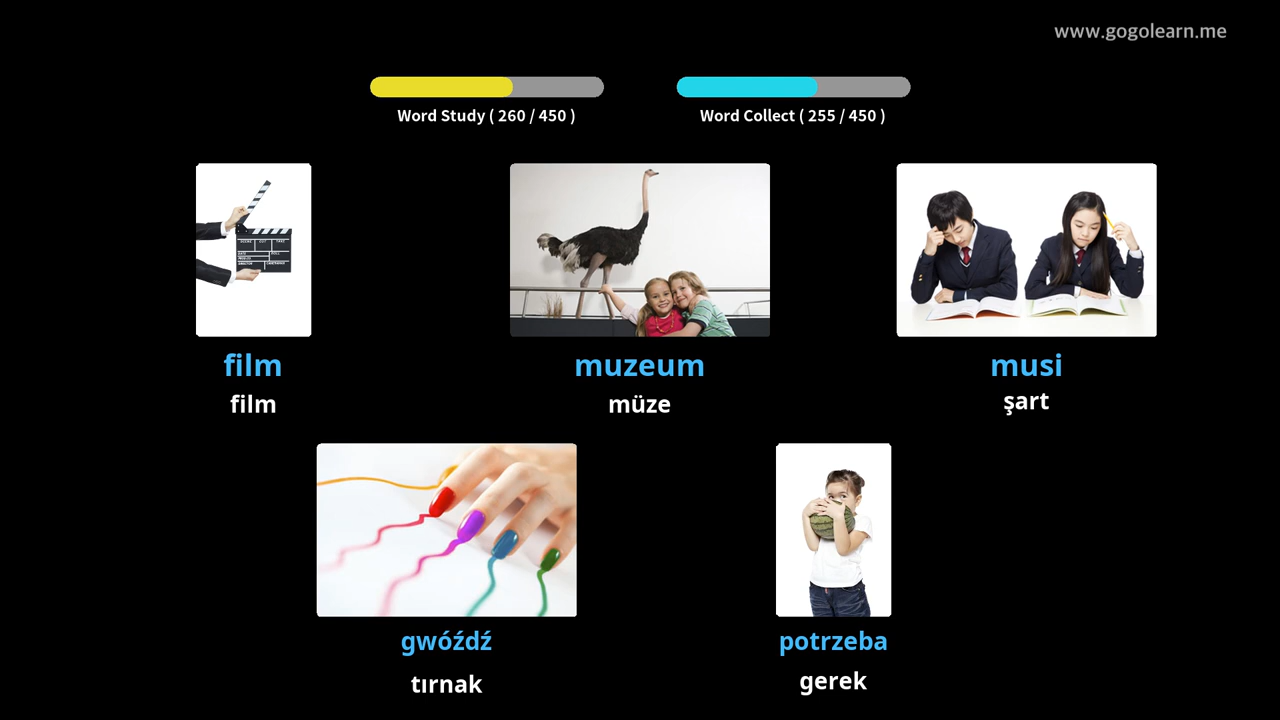 www.gogolearn.me
Word Study ( 260 / 450 )
Word Collect ( 255 / 450 )
film
film
muzeum
müze
musi
şart
gwóźdź
tırnak
potrzeba
gerek